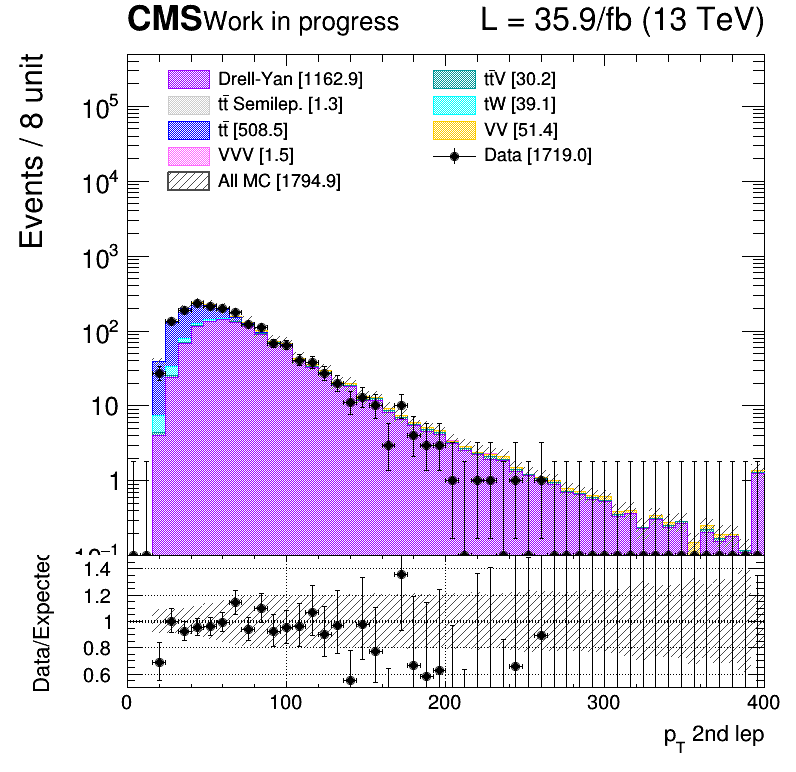 CMS Work in progress L = 35.9/fb (13 TeV)
Events / 8 unit
Drell-Yan [1162.9]
tt̄ Semilep. [1.3]
tt̄ [508.5]
VVV [1.5]
All MC [1794.9]
tt̄V [30.2]
tW [39.1]
VV [51.4]
Data [1719.0]
10⁵
10⁴
10³
10²
10
1
10⁻¹
Data/Expected
1.4
1.2
1
0.8
0.6
0 100 200 300 400
p_T 2nd lep